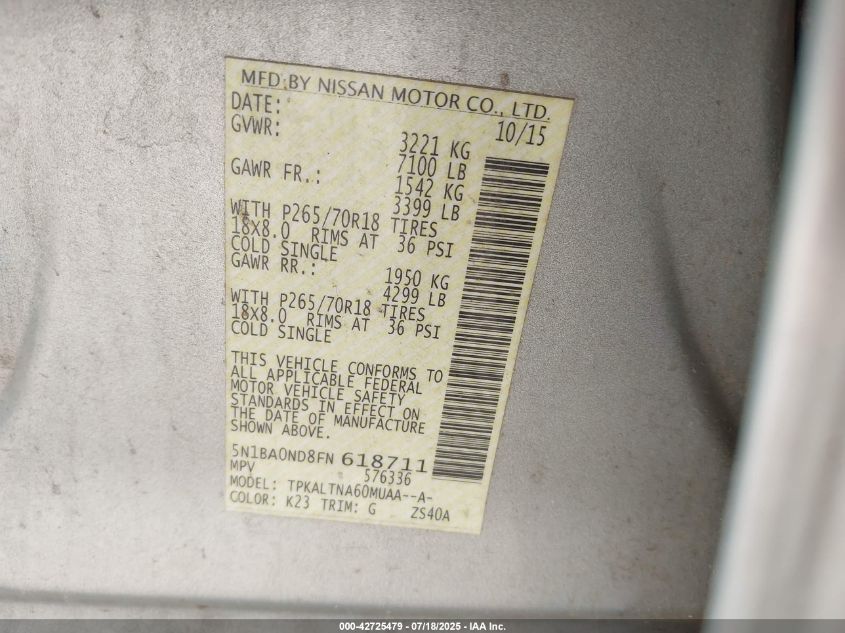 MFD BY NISSAN MOTOR CO., LTD.
DATE: 10/15
GVWR: 3221 KG
7100 LB
GAWR FR.: 1542 KG
3399 LB
WITH P265/70R18 TIRES
18X8.0 RIMS AT 36 PSI
COLD SINGLE
GAWR RR.: 1950 KG
4299 LB
WITH P265/70R18 TIRES
18X8.0 RIMS AT 36 PSI
COLD SINGLE
THIS VEHICLE CONFORMS TO
ALL APPLICABLE FEDERAL
MOTOR VEHICLE SAFETY
STANDARDS IN EFFECT ON
THE DATE OF MANUFACTURE
SHOWN ABOVE.
5N1BA0ND8FN 618711
MPV 576336
MODEL: TPKALTNA60MUAA--A-
COLOR: K23 TRIM: G ZS40A
000-42725479 - 07/18/2025 - IAA Inc.